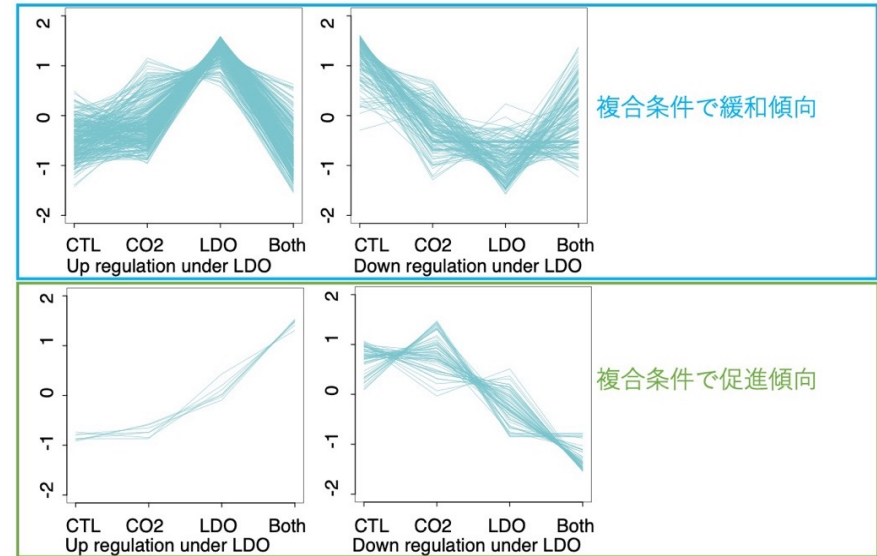 2
1
0
-1
-2
CTL CO2 LDO Both
Up regulation under LDO
2
1
0
-1
-2
CTL CO2 LDO Both
Down regulation under LDO
複合条件で緩和傾向
2
1
0
-1
-2
CTL CO2 LDO Both
Up regulation under LDO
2
1
0
-1
-2
CTL CO2 LDO Both
Down regulation under LDO
複合条件で促進傾向